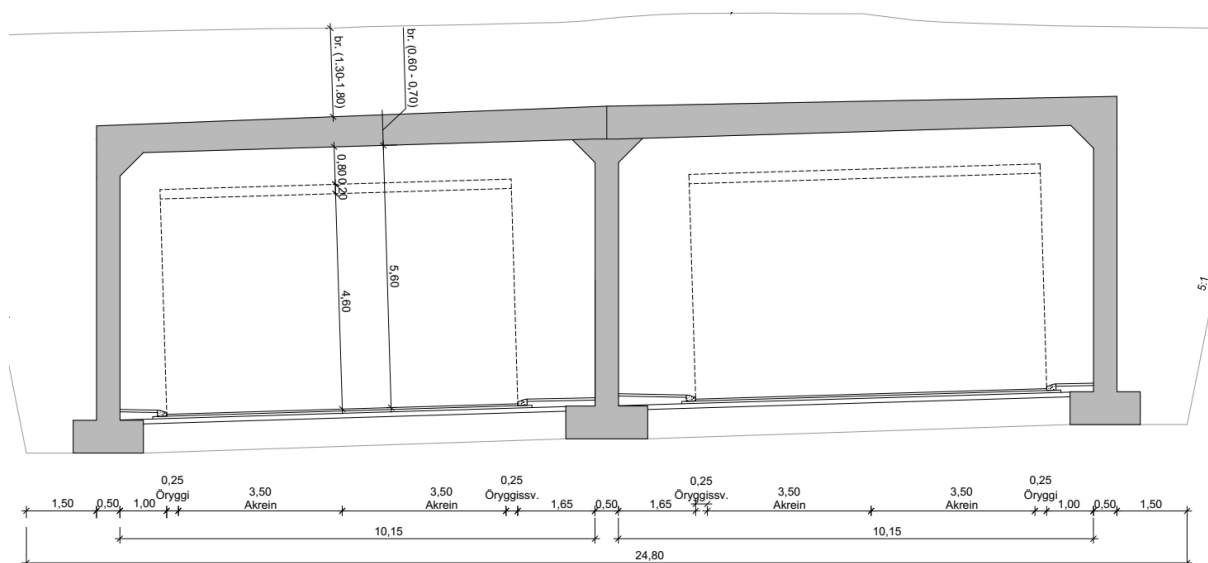 br. (1.30-1.80)
br. (0.60 - 0,70)
0,80
0,20
4,60
5,60
5:1
0,25
Öryggi
0,25
Öryggissv.
0,25
Öryggissv.
0,25
Öryggi
1,50
0,50
1,00
3,50
Akrein
3,50
Akrein
1,65
0,50
1,65
3,50
Akrein
3,50
Akrein
1,00
0,50
1,50
10,15
10,15
24,80